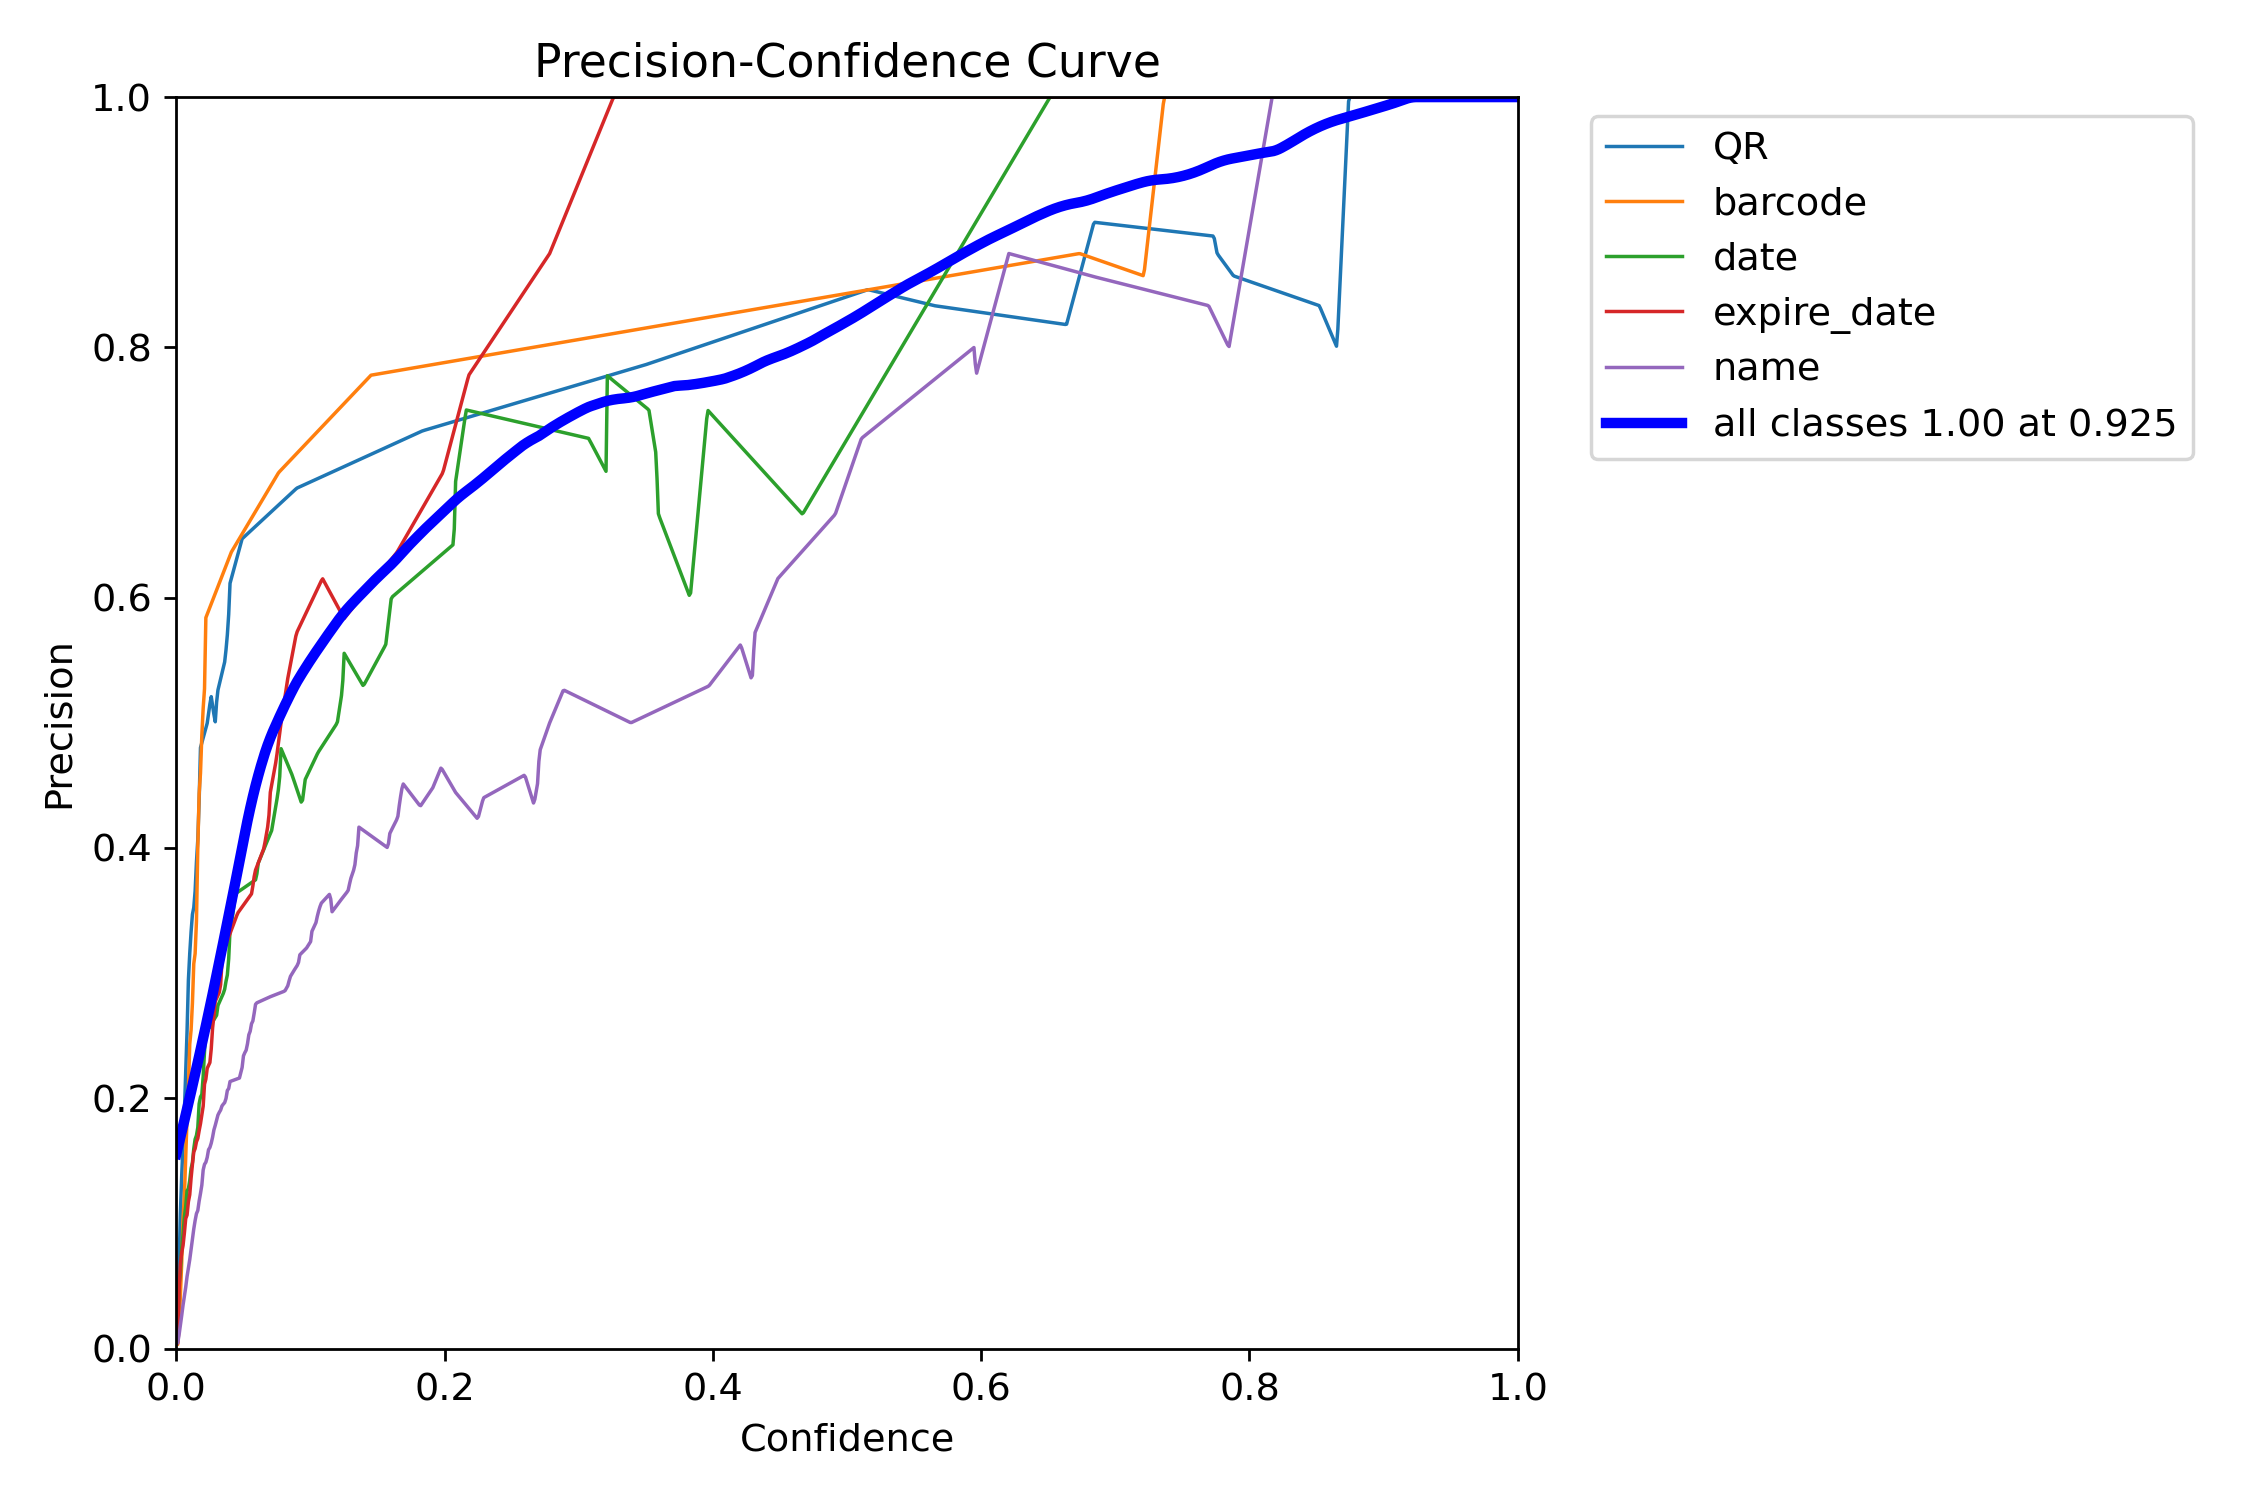 Precision-Confidence Curve
1.0
0.8
0.6
0.4
0.2
0.0
Precision
0.0 0.2 0.4 0.6 0.8 1.0
Confidence
QR
barcode
date
expire_date
name
all classes 1.00 at 0.925